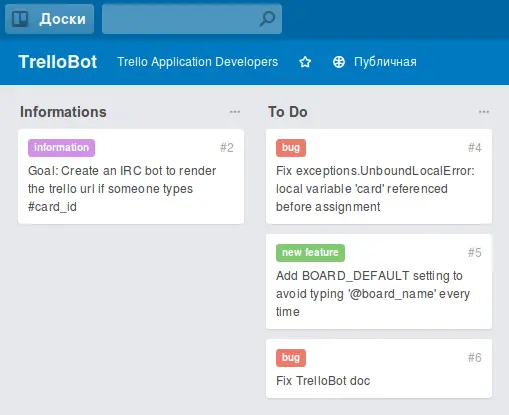 Доски
TrelloBot
Trello Application Developers
Публичная
Informations
information
#2
Goal: Create an IRC bot to render
the trello url if someone types
#card_id
To Do
bug
#4
Fix exceptions.UnboundLocalError:
local variable 'card' referenced
before assignment
new feature
#5
Add BOARD_DEFAULT setting to
avoid typing '@board_name' every
time
bug
#6
Fix TrelloBot doc